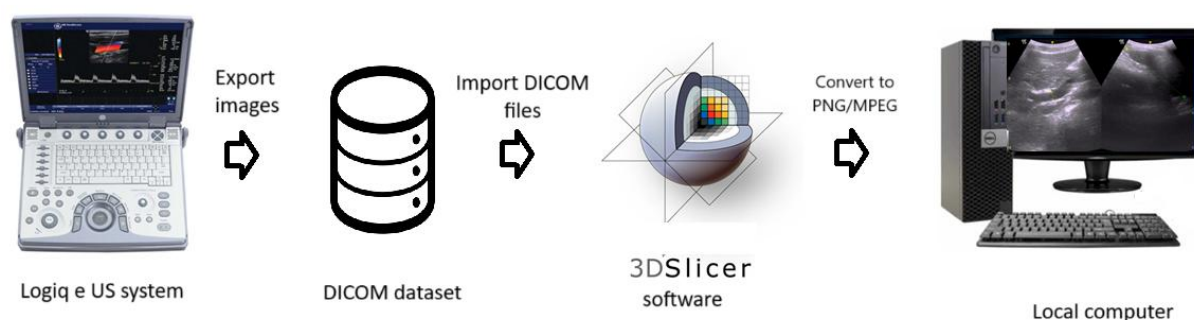 Export
images
Import DICOM
files
Convert to
PNG/MPEG
Logiq e US system
DICOM dataset
3DSlicer
software
Local computer